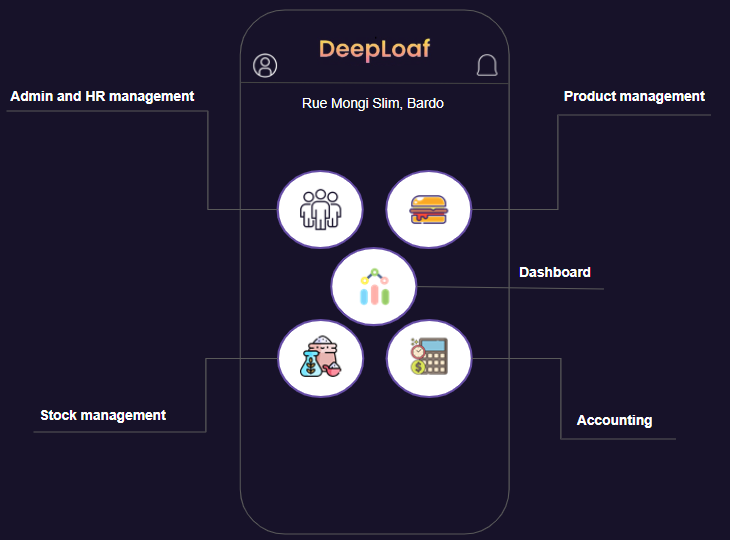 DeepLoaf
Rue Mongi Slim, Bardo
Admin and HR management
Product management
Dashboard
Stock management
Accounting
$